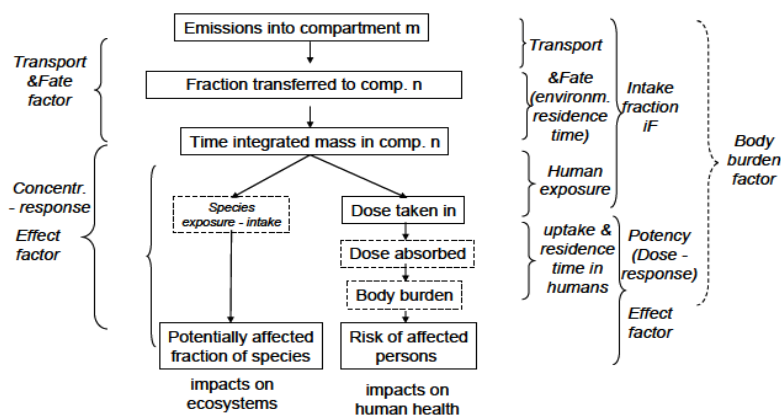 Emissions into compartment m
Fraction transferred to comp. n
Time integrated mass in comp. n
Species
exposure - intake
Dose taken in
Dose absorbed
Body burden
Potentially affected
fraction of species
Risk of affected
persons
impacts on
ecosystems
impacts on
human health
Transport
&Fate
factor
Concentr.
- response
Effect
factor
Transport
&Fate
(environm.
residence
time)
Human
exposure
uptake &
residence
time in
humans
Intake
fraction
iF
Potency
(Dose -
response)
Effect
factor
Body
burden
factor